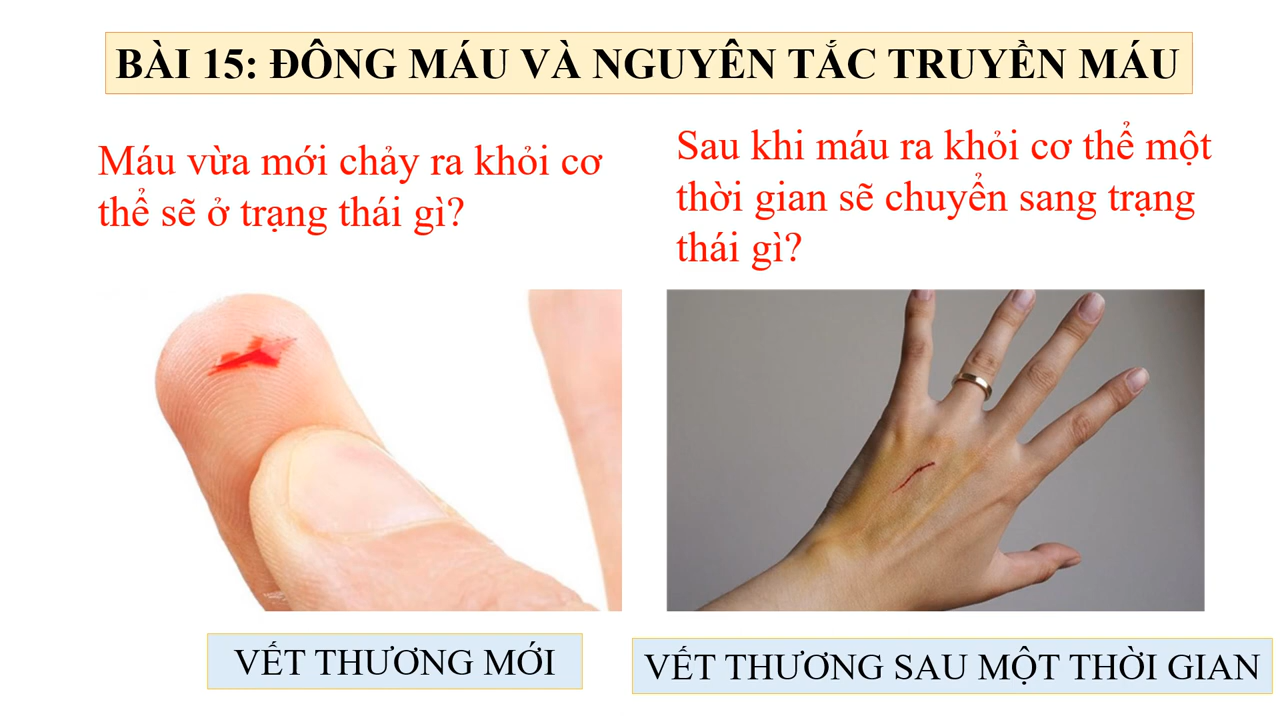 BÀI 15: ĐÔNG MÁU VÀ NGUYÊN TẮC TRUYỀN MÁU
Máu vừa mới chảy ra khỏi cơ
thể sẽ ở trạng thái gì?
Sau khi máu ra khỏi cơ thể một
thời gian sẽ chuyển sang trạng
thái gì?
VẾT THƯƠNG MỚI
VẾT THƯƠNG SAU MỘT THỜI GIAN